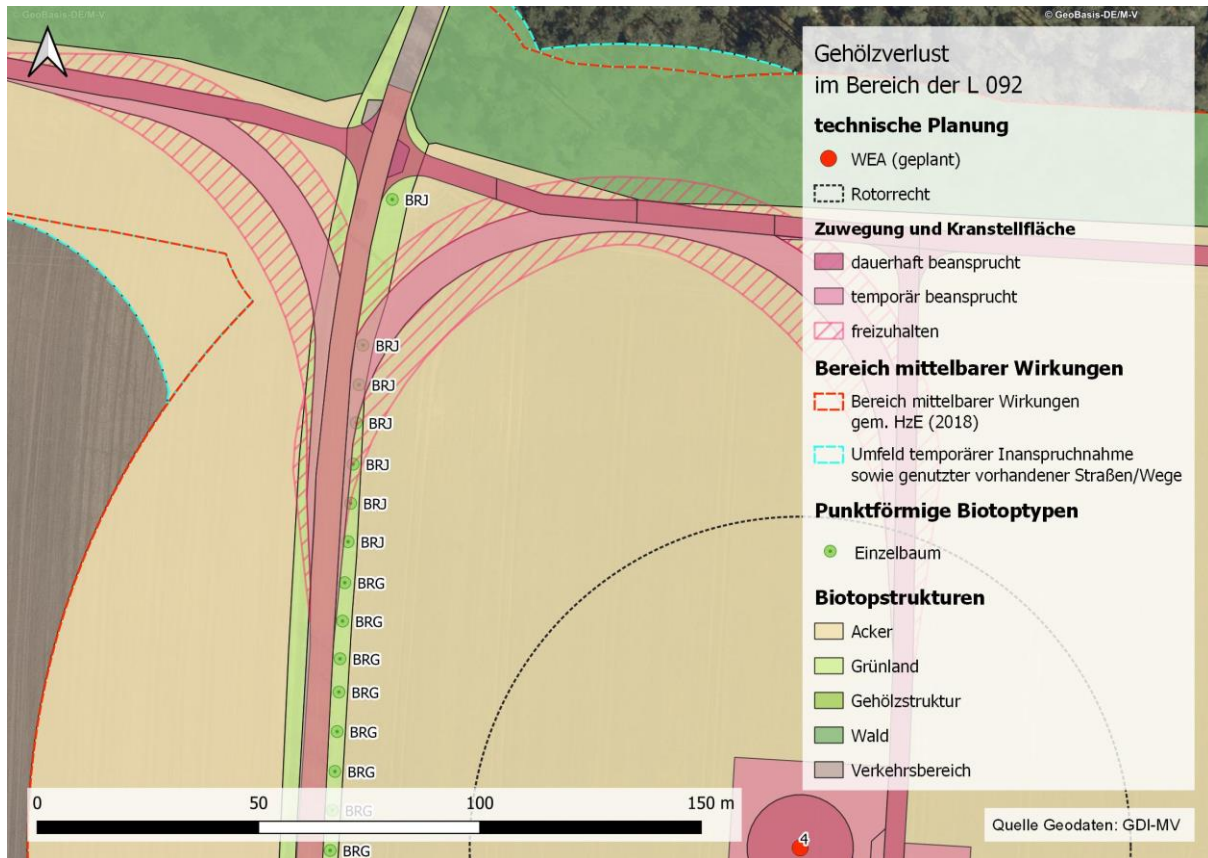 © GeoBasis-DE/M-V
© GeoBasis-DE/M-V
Gehölzverlust
im Bereich der L 092
technische Planung
WEA (geplant)
Rotorrecht
Zuwegung und Kranstellfläche
dauerhaft beansprucht
temporär beansprucht
freizuhalten
Bereich mittelbarer Wirkungen
Bereich mittelbarer Wirkungen
gem. HzE (2018)
Umfeld temporärer Inanspruchnahme
sowie genutzter vorhandener Straßen/Wege
Punktförmige Biotoptypen
Einzelbaum
Biotopstrukturen
Acker
Grünland
Gehölzstruktur
Wald
Verkehrsbereich
BRJ
BRJ
BRJ
BRJ
BRJ
BRJ
BRJ
BRG
BRG
BRG
BRG
BRG
BRG
BRG
BRG
0 50 100 150 m
4
Quelle Geodaten: GDI-MV